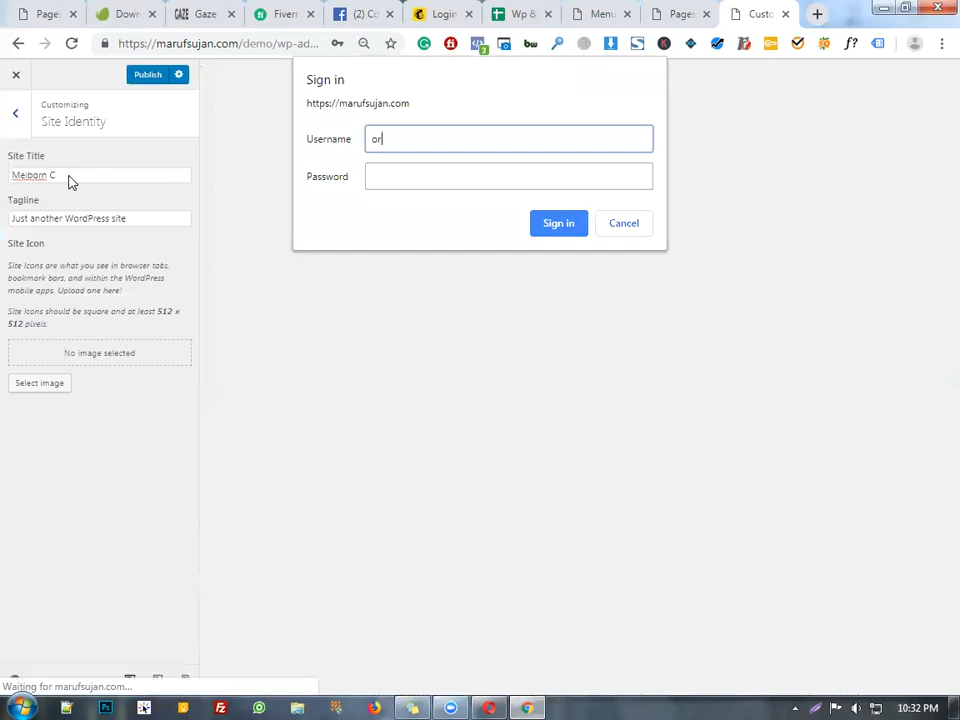 Pages
Down
GAZE Gaze
fi Fiverr
(2) Co
Login
Wp &
Menu
Pages
Custo
https://marufsujan.com/demo/wp-ad...
Publish
Customizing
Site Identity
Site Title
Meiborn C
Tagline
Just another WordPress site
Site Icon
Site Icons are what you see in browser tabs,
bookmark bars, and within the WordPress
mobile apps. Upload one here!
Site Icons should be square and at least 512 ×
512 pixels.
No image selected
Select image
Sign in
https://marufsujan.com
Username or
Password
Sign in Cancel
Waiting for marufsujan.com...
10:32 PM